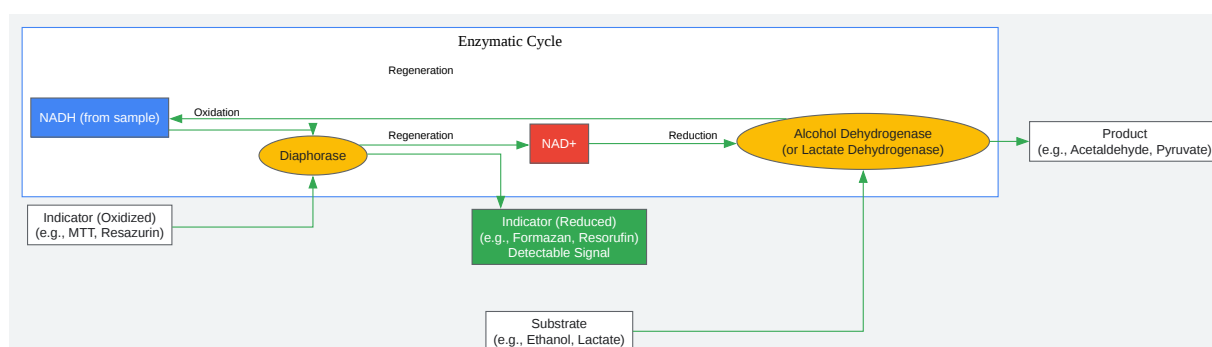 Enzymatic Cycle
Regeneration
NADH (from sample)
Oxidation
Diaphorase
Regeneration
NAD+
Reduction
Alcohol Dehydrogenase
(or Lactate Dehydrogenase)
Product
(e.g., Acetaldehyde, Pyruvate)
Indicator (Oxidized)
(e.g., MTT, Resazurin)
Indicator (Reduced)
(e.g., Formazan, Resorufin)
Detectable Signal
Substrate
(e.g., Ethanol, Lactate)